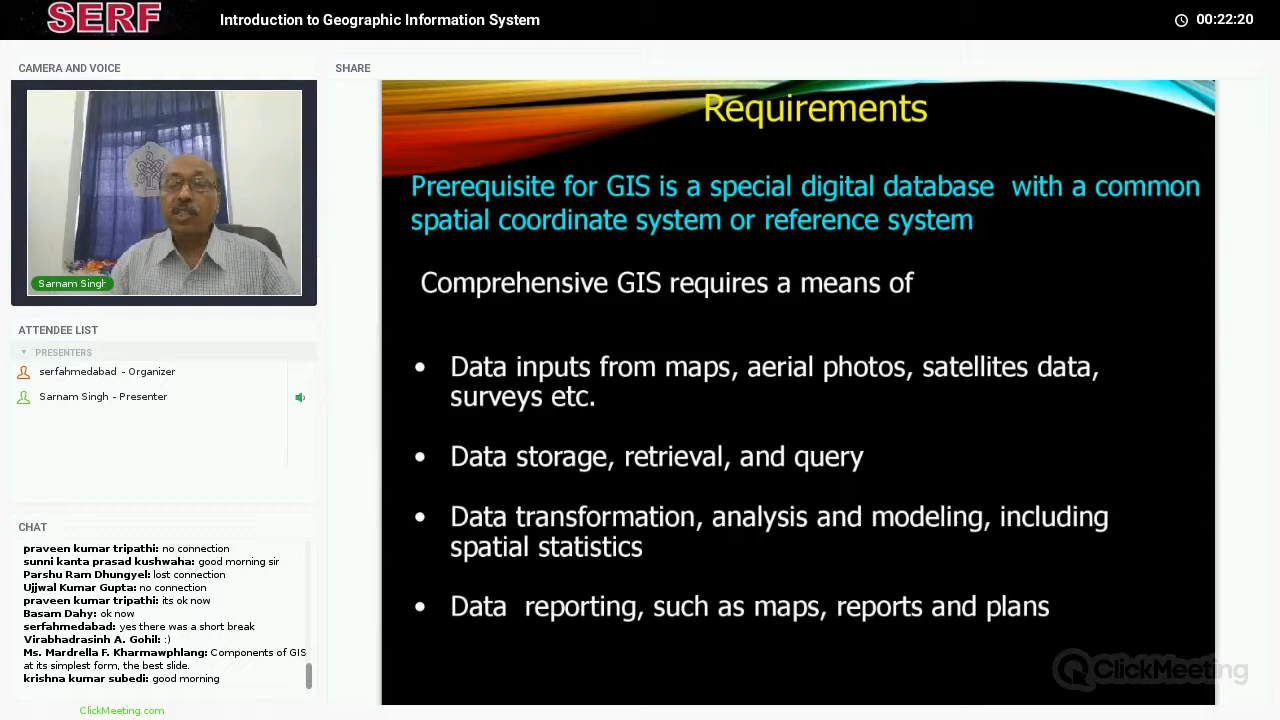 SERF
Introduction to Geographic Information System
00:22:20
CAMERA AND VOICE
Sarnam Singh
ATTENDEE LIST
PRESENTERS
serfahmedabad - Organizer
Sarnam Singh - Presenter
CHAT
praveen kumar tripathi: no connection
sunni kanta prasad kushwaha: good morning sir
Parshu Ram Dhungyel: lost connection
Ujjwal Kumar Gupta: no connection
praveen kumar tripathi: its ok now
Basam Dahy: ok now
serfahmedabad: yes there was a short break
Virabhadrasinh A. Gohil: :)
Ms. Mardrella F. Kharmawphlang: Components of GIS
at its simplest form, the best slide.
krishna kumar subedi: good morning
ClickMeeting.com
SHARE
Requirements
Prerequisite for GIS is a special digital database with a common
spatial coordinate system or reference system
Comprehensive GIS requires a means of
• Data inputs from maps, aerial photos, satellites data,
surveys etc.
• Data storage, retrieval, and query
• Data transformation, analysis and modeling, including
spatial statistics
• Data reporting, such as maps, reports and plans
ClickMeeting